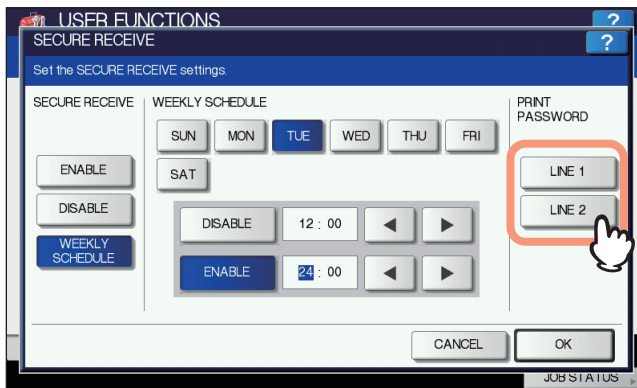 USER FUNCTIONS
?
SECURE RECEIVE
?
Set the SECURE RECEIVE settings.
SECURE RECEIVE
WEEKLY SCHEDULE
PRINT
PASSWORD
SUN MON TUE WED THU FRI
SAT
ENABLE
DISABLE
WEEKLY
SCHEDULE
DISABLE 12 : 00
ENABLE 24 : 00
LINE 1
LINE 2
CANCEL OK
JOB STATUS